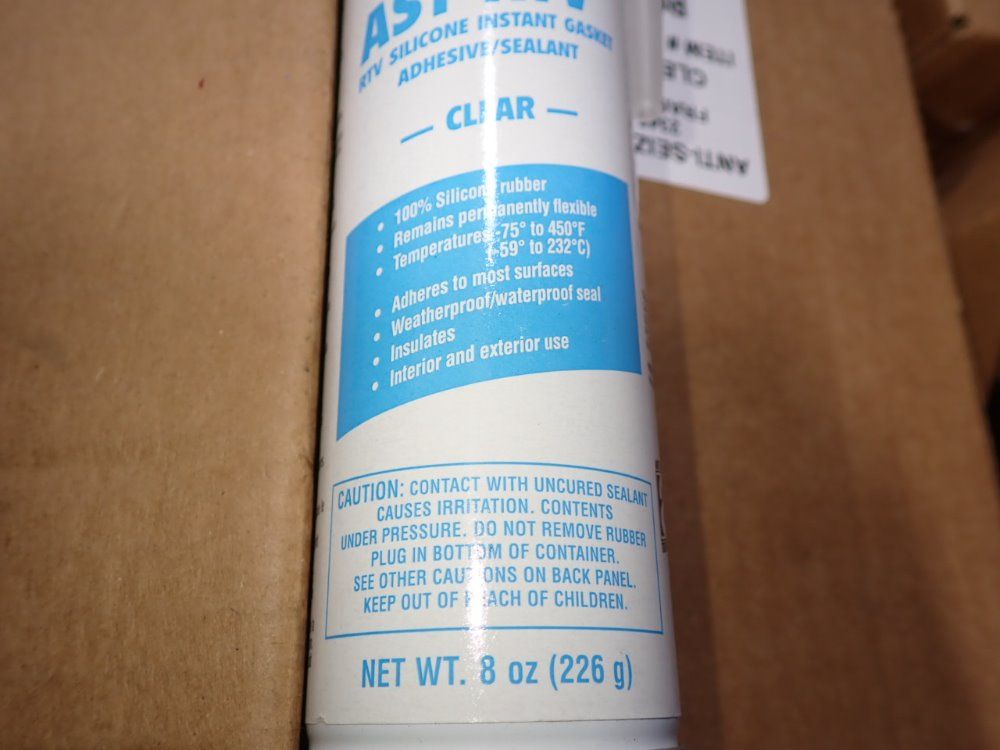 RTV SILICONE INSTANT GASKET
ADHESIVE/SEALANT
— CLEAR —
• 100% Silicone rubber
• Remains permanently flexible
• Temperatures -75° to 450°F
-59° to 232°C)
• Adheres to most surfaces
• Weatherproof/waterproof seal
• Insulates
• Interior and exterior use
CAUTION: CONTACT WITH UNCURED SEALANT
CAUSES IRRITATION. CONTENTS
UNDER PRESSURE. DO NOT REMOVE RUBBER
PLUG IN BOTTOM OF CONTAINER.
SEE OTHER CAUTIONS ON BACK PANEL.
KEEP OUT OF REACH OF CHILDREN.
NET WT. 8 oz (226 g)
ITEM #
ANTI-SEIZ